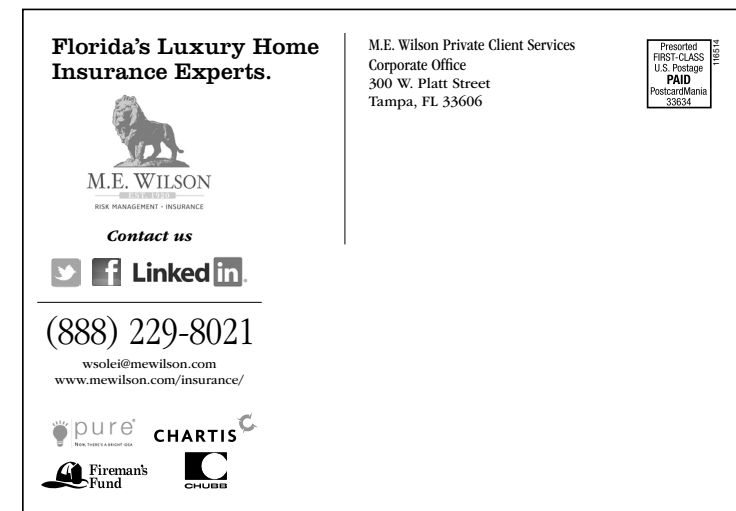 Florida's Luxury Home
Insurance Experts.
M.E. WILSON
EST. 1920
RISK MANAGEMENT • INSURANCE
Contact us
Linked in.
(888) 229-8021
wsolei@mewilson.com
www.mewilson.com/insurance/
pure
NOW, THERE'S A BRIGHT IDEA
CHARTIS
Fireman's
Fund
CHUBB
M.E. Wilson Private Client Services
Corporate Office
300 W. Platt Street
Tampa, FL 33606
Presorted
FIRST-CLASS
U.S. Postage
PAID
PostcardMania
33634
116514